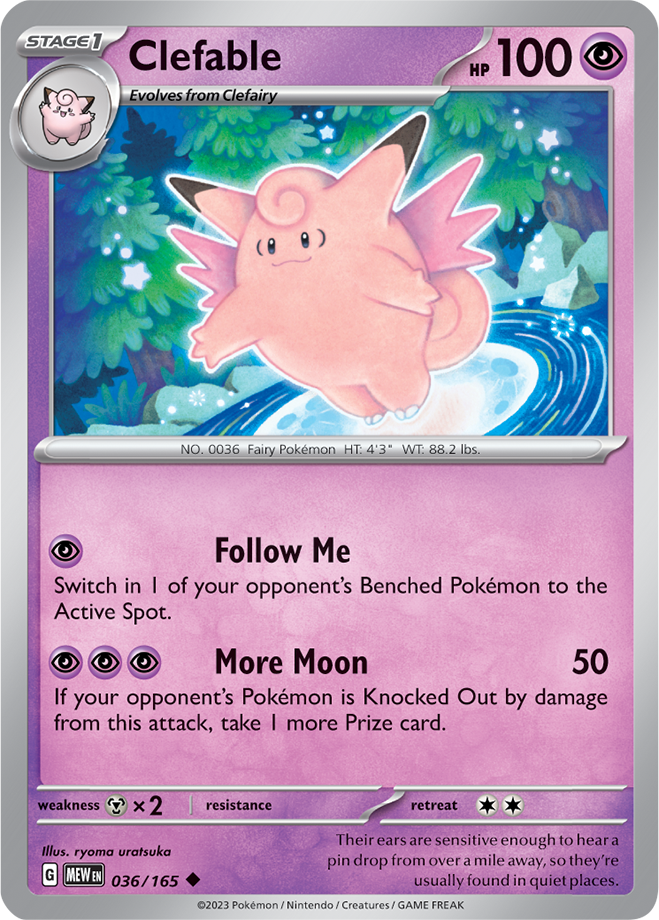 STAGE1
Clefable
HP 100
Evolves from Clefairy
NO. 0036 Fairy Pokémon HT: 4'3" WT: 88.2 lbs.
Follow Me
Switch in 1 of your opponent's Benched Pokémon to the
Active Spot.
More Moon 50
If your opponent's Pokémon is Knocked Out by damage
from this attack, take 1 more Prize card.
weakness ×2 resistance retreat
Illus. ryoma uratsuka
G MEW EN 036/165
Their ears are sensitive enough to hear a
pin drop from over a mile away, so they're
usually found in quiet places.
©2023 Pokémon / Nintendo / Creatures / GAME FREAK